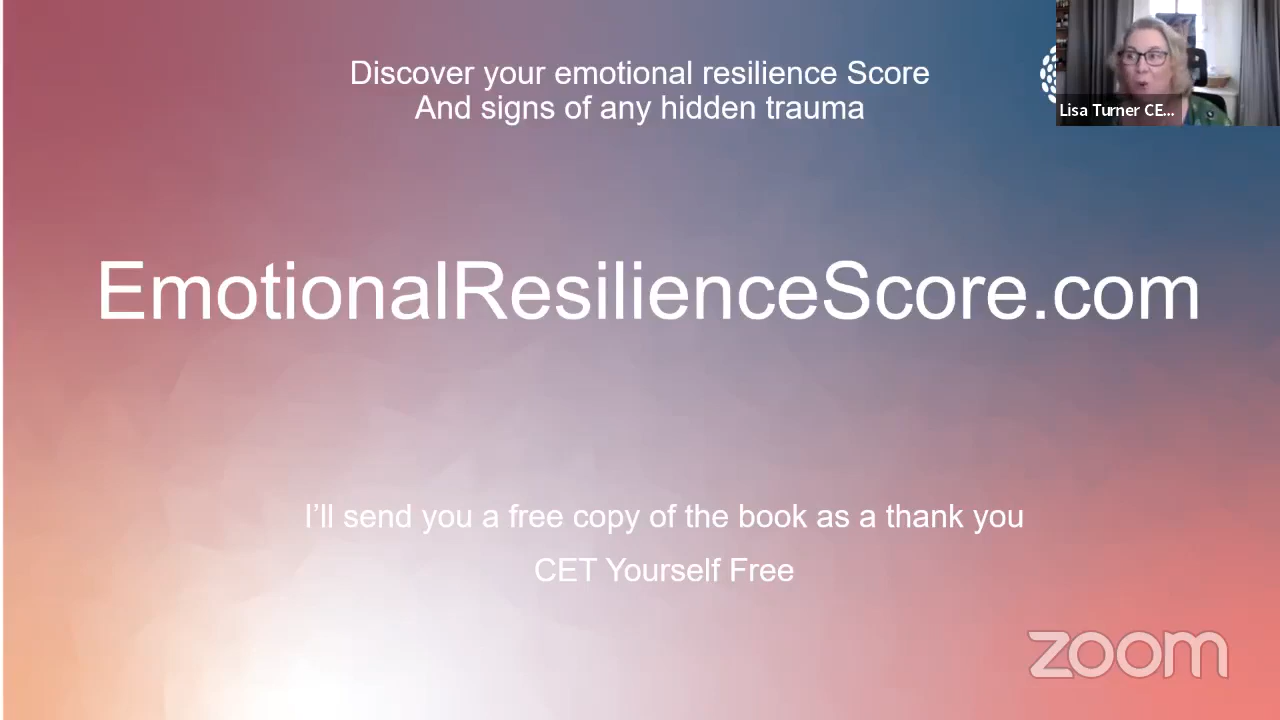 Discover your emotional resilience Score
And signs of any hidden trauma
Lisa Turner CE...
EmotionalResilienceScore.com
I'll send you a free copy of the book as a thank you
CET Yourself Free
zoom